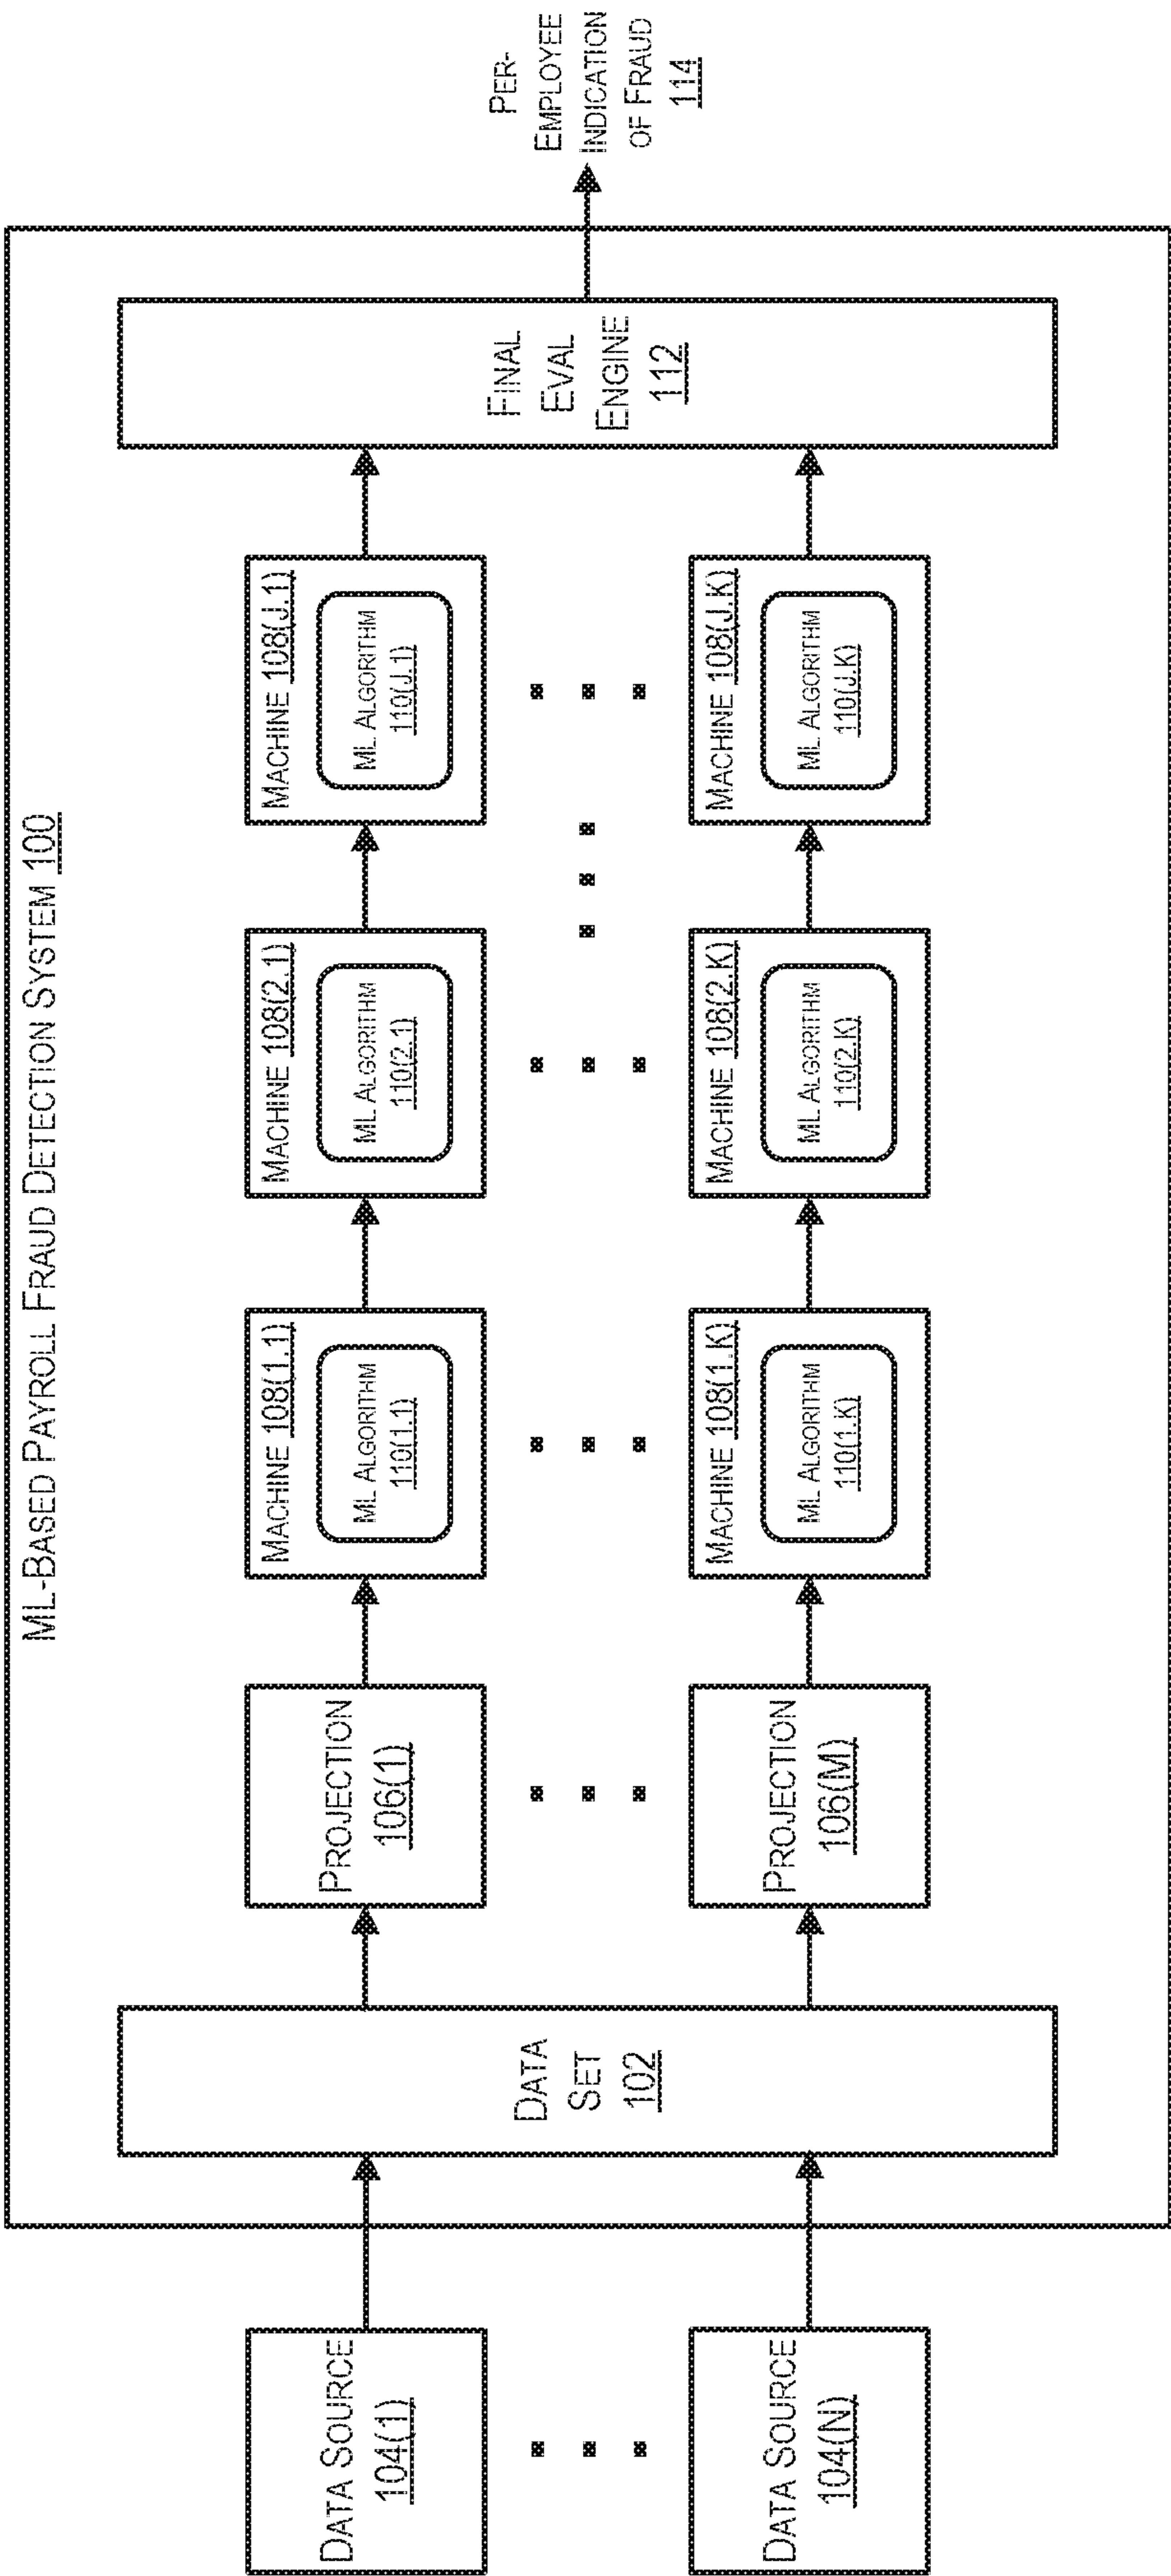 ML-BASED PAYROLL FRAUD DETECTION SYSTEM 100
DATA SOURCE
104(1)
DATA SOURCE
104(N)
DATA
SET
102
PROJECTION
106(1)
PROJECTION
106(M)
MACHINE 108(1.1)
ML ALGORITHM
110(1.1)
MACHINE 108(1.K)
ML ALGORITHM
110(1.K)
MACHINE 108(2.1)
ML ALGORITHM
110(2.1)
MACHINE 108(2.K)
ML ALGORITHM
110(2.K)
MACHINE 108(J.1)
ML ALGORITHM
110(J.1)
MACHINE 108(J.K)
ML ALGORITHM
110(J.K)
FINAL
EVAL
ENGINE
112
PER-
EMPLOYEE
INDICATION
OF FRAUD
114